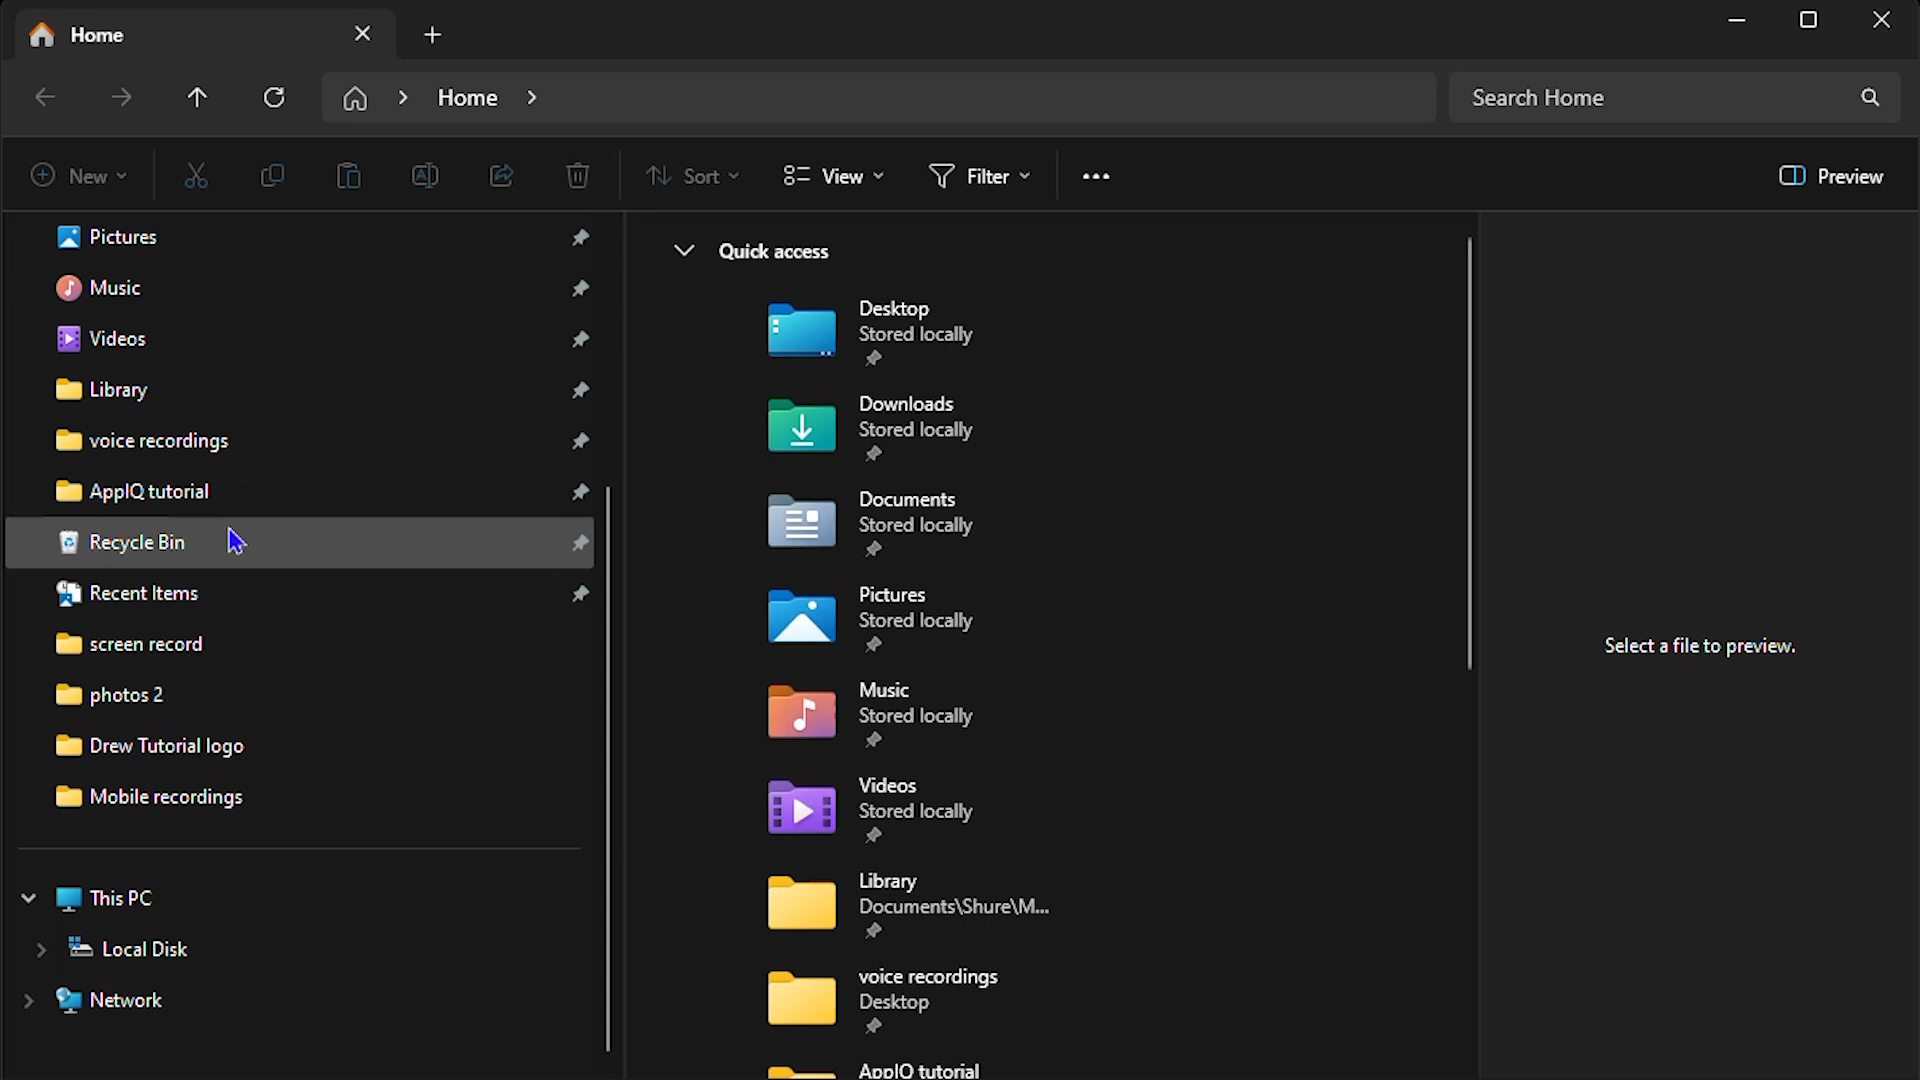 Home
Home
Search Home
New
Sort
View
Filter
Preview
Pictures
Music
Videos
Library
voice recordings
AppIQ tutorial
Recycle Bin
Recent Items
screen record
photos 2
Drew Tutorial logo
Mobile recordings
This PC
Local Disk
Network
Quick access
Desktop
Stored locally
Downloads
Stored locally
Documents
Stored locally
Pictures
Stored locally
Music
Stored locally
Videos
Stored locally
Library
Documents\Shure\M...
voice recordings
Desktop
AppIQ tutorial
Select a file to preview.